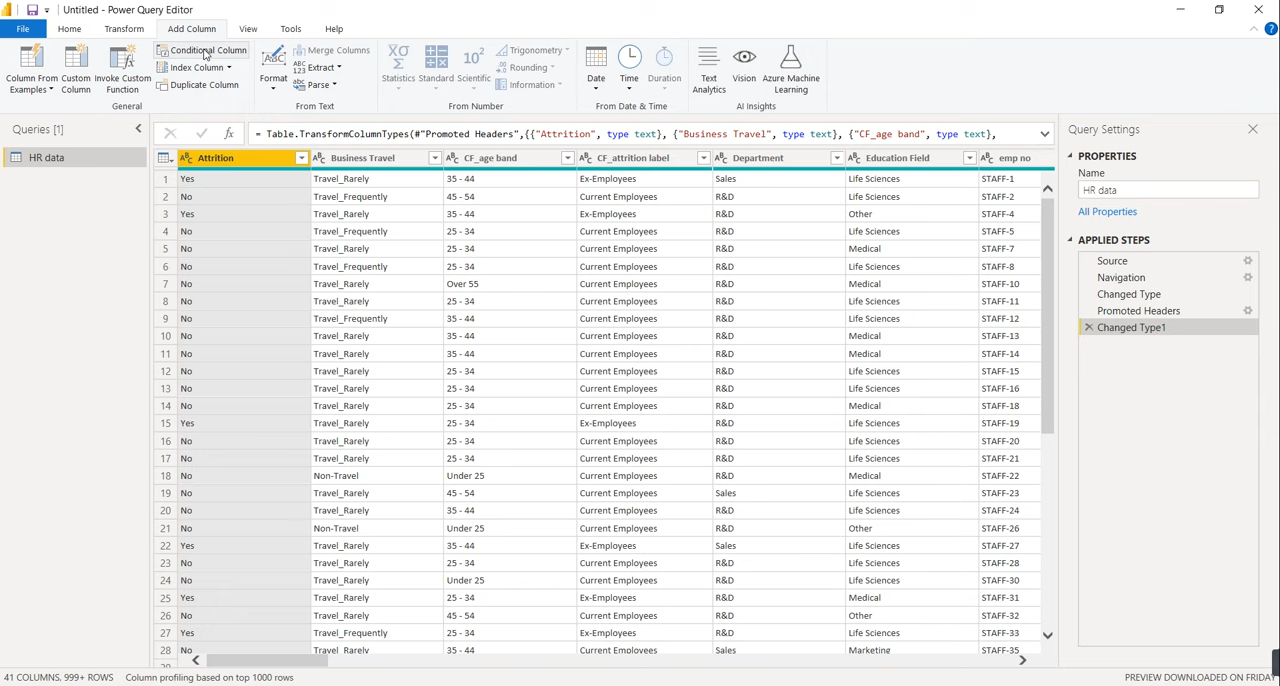 Untitled - Power Query Editor
File Home Transform Add Column View Tools Help
Column From Examples Custom Column Invoke Custom Function Conditional Column Index Column Duplicate Column
General
Format Merge Columns Extract Parse
From Text
Statistics Standard Scientific Trigonometry Rounding Information
From Number
Date Time Duration
From Date & Time
Text Analytics Vision Azure Machine Learning
AI Insights
Queries [1]
HR data
= Table.TransformColumnTypes(#"Promoted Headers",{{"Attrition", type text}, {"Business Travel", type text}, {"CF_age band", type text},
Attrition Business Travel CF_age band CF_attrition label Department Education Field emp no
1 Yes Travel_Rarely 35 - 44 Ex-Employees Sales Life Sciences STAFF-1
2 No Travel_Frequently 45 - 54 Current Employees R&D Life Sciences STAFF-2
3 Yes Travel_Rarely 35 - 44 Ex-Employees R&D Other STAFF-4
4 No Travel_Frequently 25 - 34 Current Employees R&D Life Sciences STAFF-5
5 No Travel_Rarely 25 - 34 Current Employees R&D Medical STAFF-7
6 No Travel_Frequently 25 - 34 Current Employees R&D Life Sciences STAFF-8
7 No Travel_Rarely Over 55 Current Employees R&D Medical STAFF-10
8 No Travel_Rarely 25 - 34 Current Employees R&D Life Sciences STAFF-11
9 No Travel_Frequently 35 - 44 Current Employees R&D Life Sciences STAFF-12
10 No Travel_Rarely 35 - 44 Current Employees R&D Medical STAFF-13
11 No Travel_Rarely 35 - 44 Current Employees R&D Medical STAFF-14
12 No Travel_Rarely 25 - 34 Current Employees R&D Life Sciences STAFF-15
13 No Travel_Rarely 25 - 34 Current Employees R&D Life Sciences STAFF-16
14 No Travel_Rarely 25 - 34 Current Employees R&D Medical STAFF-18
15 Yes Travel_Rarely 25 - 34 Ex-Employees R&D Life Sciences STAFF-19
16 No Travel_Rarely 25 - 34 Current Employees R&D Life Sciences STAFF-20
17 No Travel_Rarely 25 - 34 Current Employees R&D Life Sciences STAFF-21
18 No Non-Travel Under 25 Current Employees R&D Medical STAFF-22
19 No Travel_Rarely 45 - 54 Current Employees Sales Life Sciences STAFF-23
20 No Travel_Rarely 35 - 44 Current Employees R&D Life Sciences STAFF-24
21 No Non-Travel Under 25 Current Employees R&D Other STAFF-26
22 Yes Travel_Rarely 35 - 44 Ex-Employees Sales Life Sciences STAFF-27
23 No Travel_Rarely 25 - 34 Current Employees R&D Life Sciences STAFF-28
24 No Travel_Rarely Under 25 Current Employees R&D Life Sciences STAFF-30
25 Yes Travel_Rarely 25 - 34 Ex-Employees R&D Medical STAFF-31
26 No Travel_Rarely 45 - 54 Current Employees R&D Other STAFF-32
27 Yes Travel_Frequently 25 - 34 Ex-Employees R&D Life Sciences STAFF-33
28 No Travel_Rarely 35 - 44 Current Employees Sales Marketing STAFF-35
Query Settings
PROPERTIES
Name
HR data
All Properties
APPLIED STEPS
Source
Navigation
Changed Type
Promoted Headers
Changed Type1
41 COLUMNS, 999+ ROWS Column profiling based on top 1000 rows PREVIEW DOWNLOADED ON FRIDAY